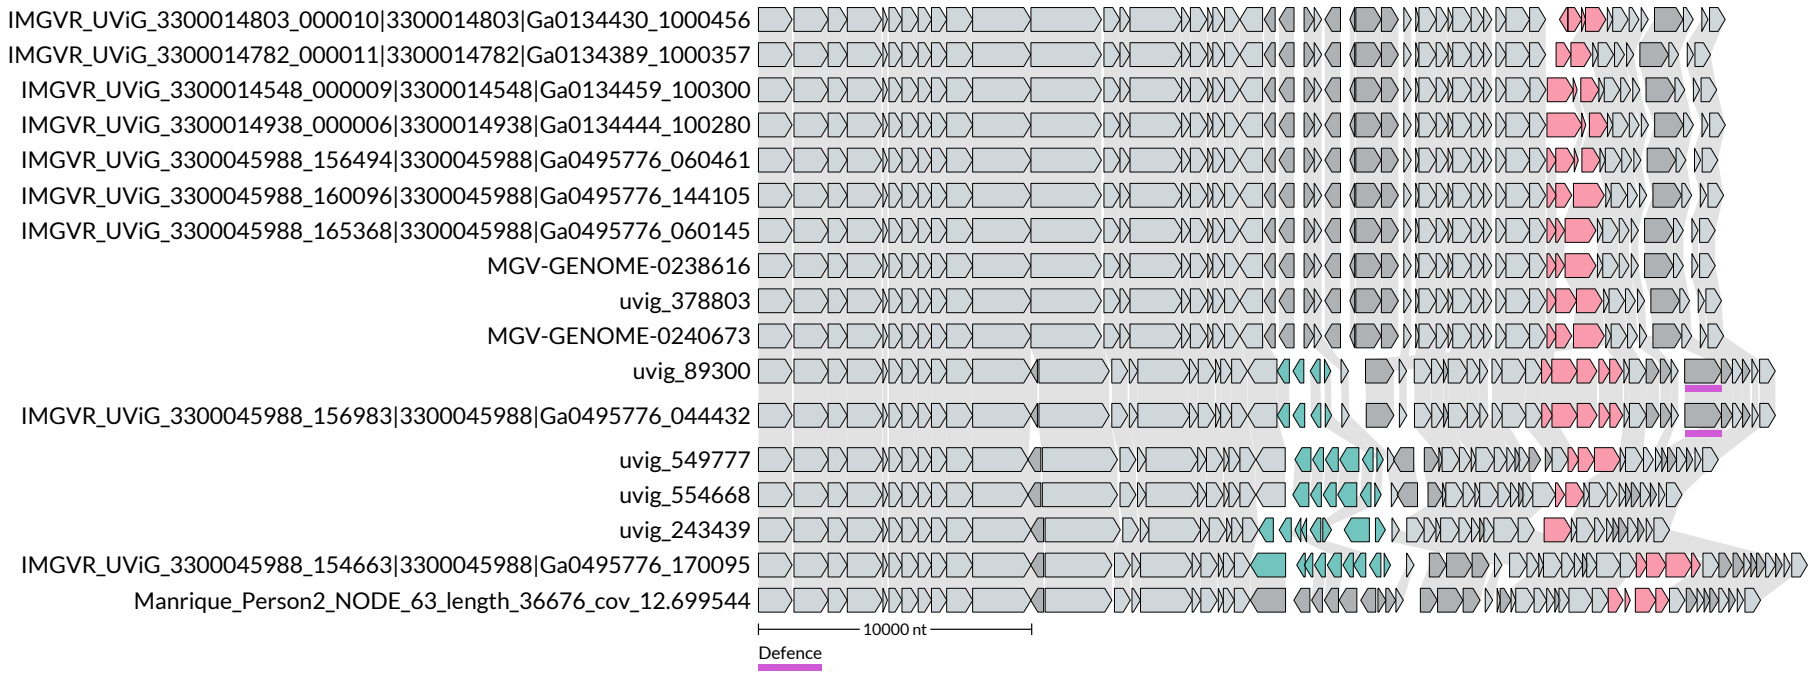 IMGVR_UViG_3300014803_000010|3300014803|Ga0134430_1000456
IMGVR_UViG_3300014782_000011|3300014782|Ga0134389_1000357
IMGVR_UViG_3300014548_000009|3300014548|Ga0134459_100300
IMGVR_UViG_3300014938_000006|3300014938|Ga0134444_100280
IMGVR_UViG_3300045988_156494|3300045988|Ga0495776_060461
IMGVR_UViG_3300045988_160096|3300045988|Ga0495776_144105
IMGVR_UViG_3300045988_165368|3300045988|Ga0495776_060145
MGV-GENOME-0238616
uvig_378803
MGV-GENOME-0240673
uvig_89300
IMGVR_UViG_3300045988_156983|3300045988|Ga0495776_044432
uvig_549777
uvig_554668
uvig_243439
IMGVR_UViG_3300045988_154663|3300045988|Ga0495776_170095
Manrique_Person2_NODE_63_length_36676_cov_12.699544
10000 nt
Defence